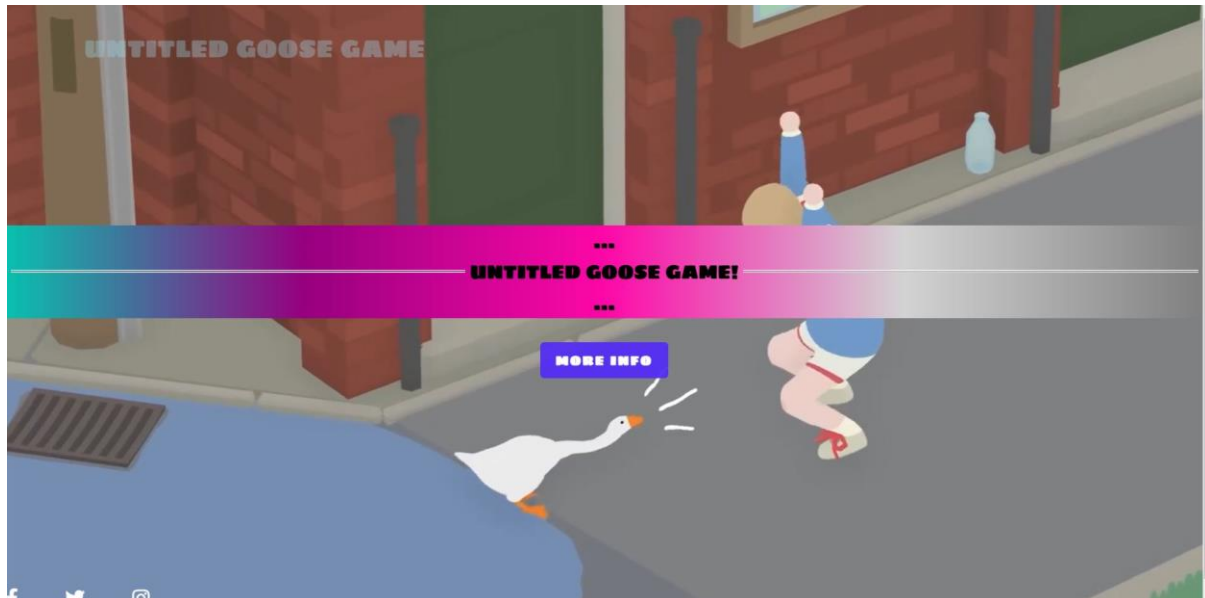 UNTITLED GOOSE GAME
...
UNTITLED GOOSE GAME!
...
MORE INFO